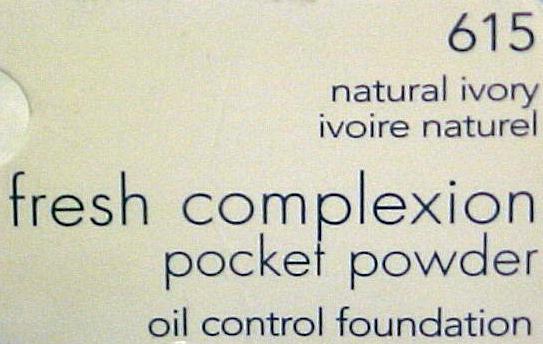 615
natural ivory
ivoire naturel
fresh complexion
pocket powder
oil control foundation